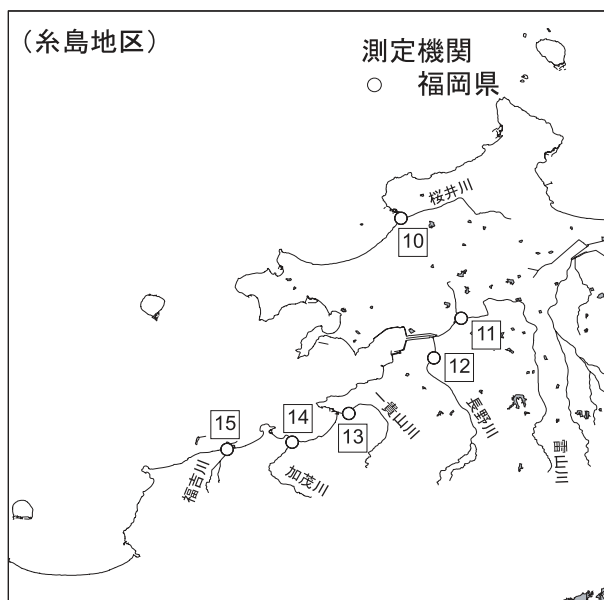 (糸島地区)
測定機関
○ 福岡県
桜井川
10
11
12
一貴山川
長野川
雷山川
15
14
13
福吉川
加茂川